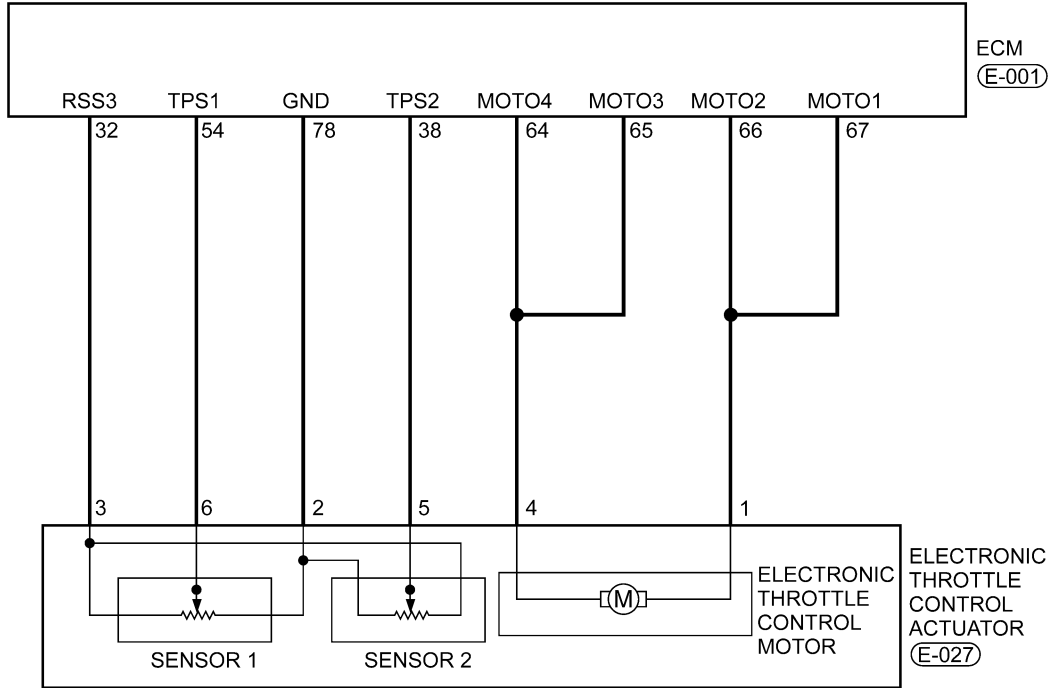 ECM
E-001
RSS3 TPS1 GND TPS2 MOTO4 MOTO3 MOTO2 MOTO1
32 54 78 38 64 65 66 67
3 6 2 5 4 1
ELECTRONIC
THROTTLE
CONTROL
MOTOR
ELECTRONIC
THROTTLE
CONTROL
ACTUATOR
E-027
M
SENSOR 1 SENSOR 2